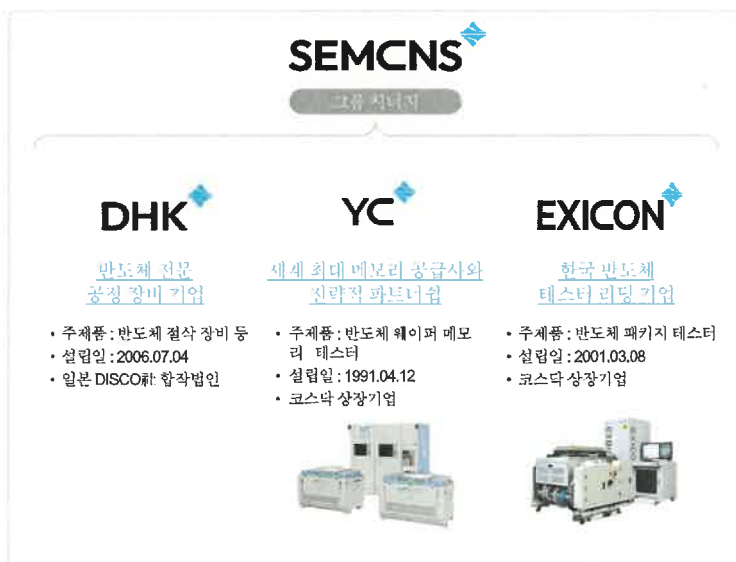 SEMCNS
그룹 시너지
DHK
반도체 전문
공정 장비 기업
• 주제품 : 반도체 절삭 장비 등
• 설립일 : 2006.07.04
• 일본 DISCO社 합작법인
YC
세계 최대 메모리 공급사와
전략적 파트너쉽
• 주제품 : 반도체 웨이퍼 메모
리 테스터
• 설립일 : 1991.04.12
• 코스닥 상장기업
EXICON
한국 반도체
테스터 리딩 기업
• 주제품 : 반도체 패키지 테스터
• 설립일 : 2001.03.08
• 코스닥 상장기업